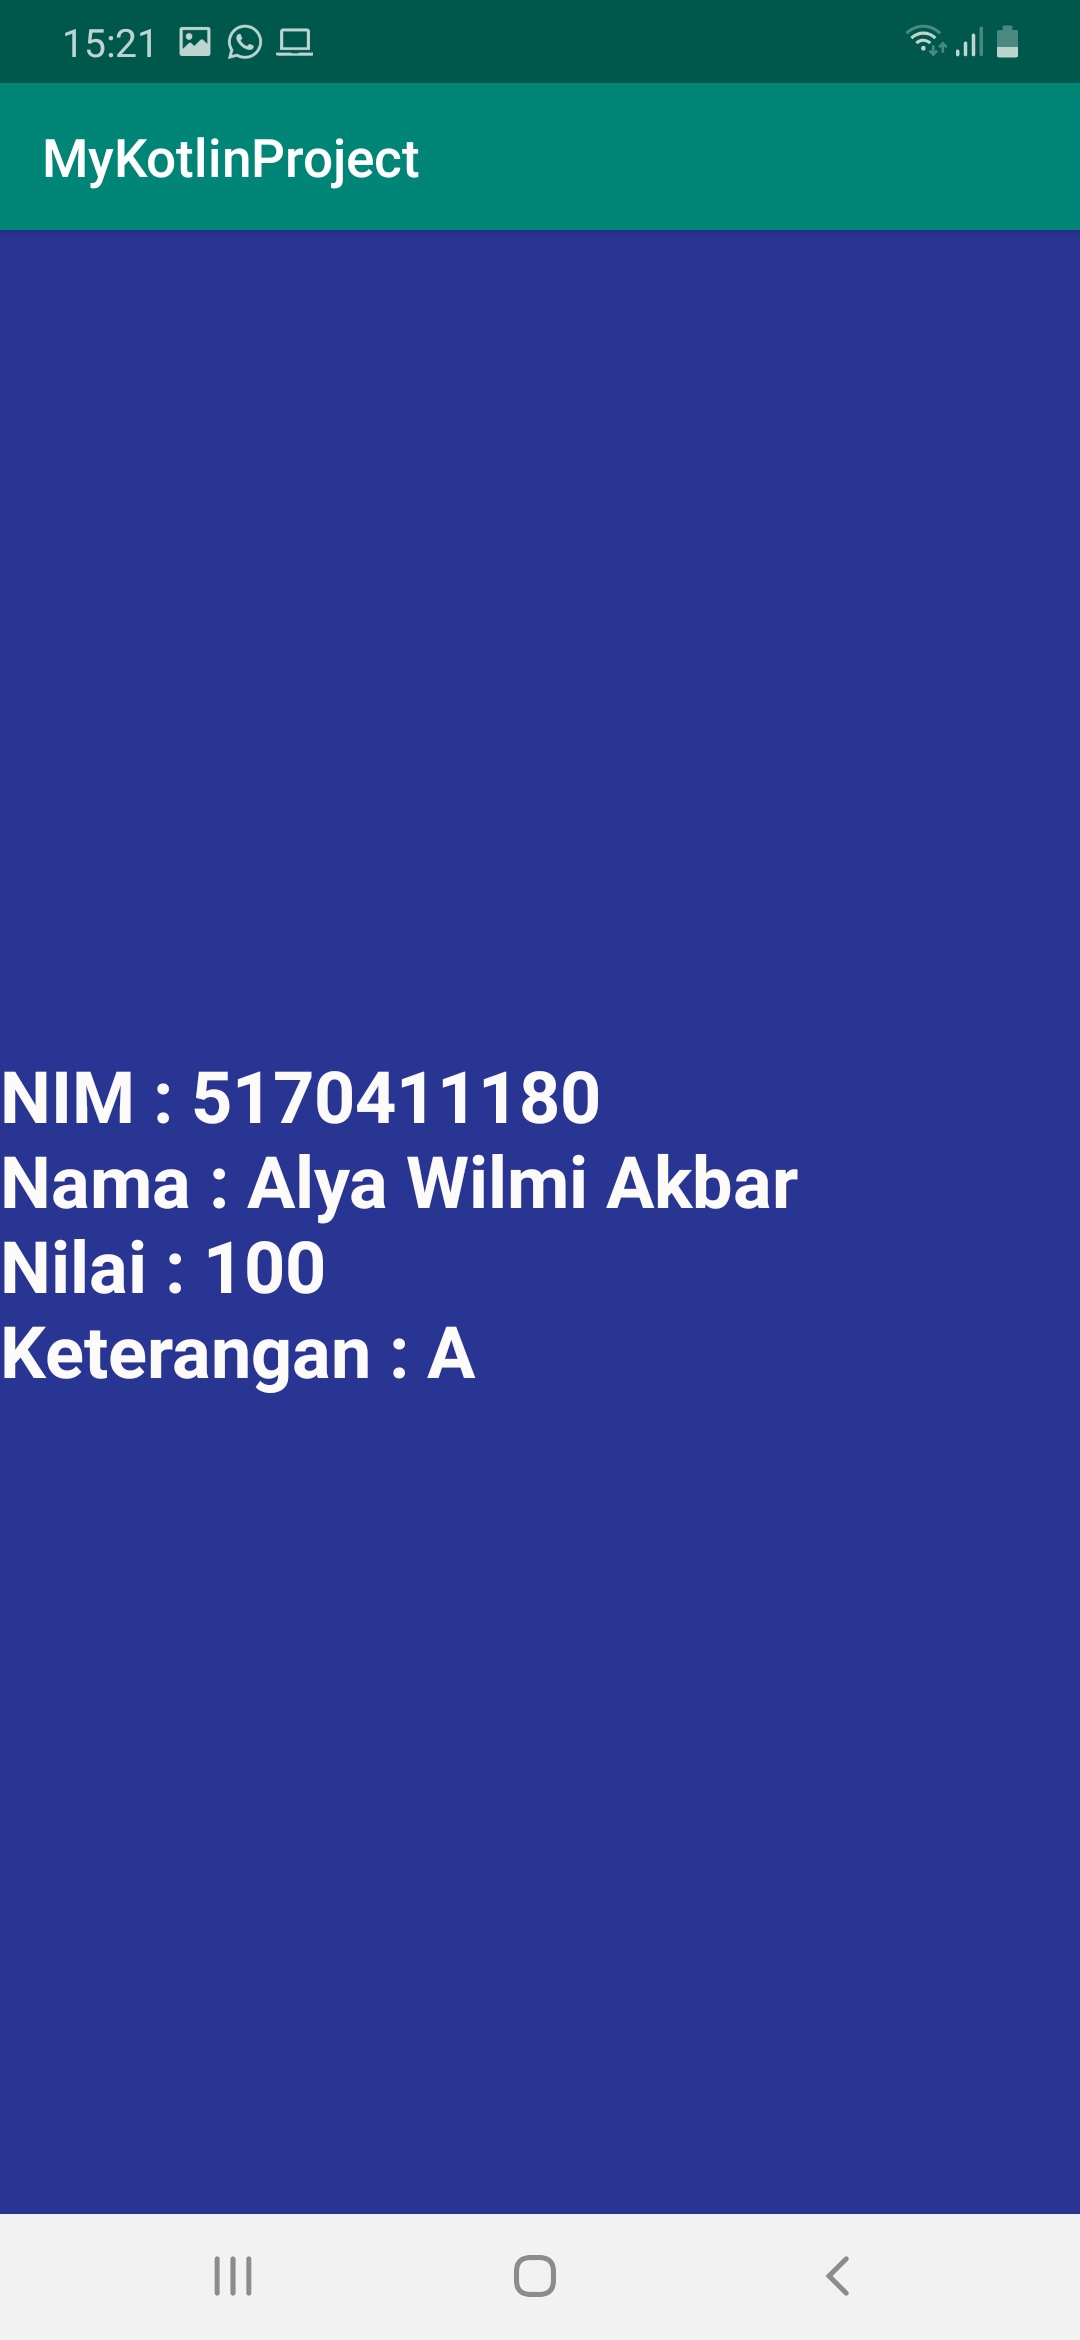 15:21
MyKotlinProject
NIM : 5170411180
Nama : Alya Wilmi Akbar
Nilai : 100
Keterangan : A